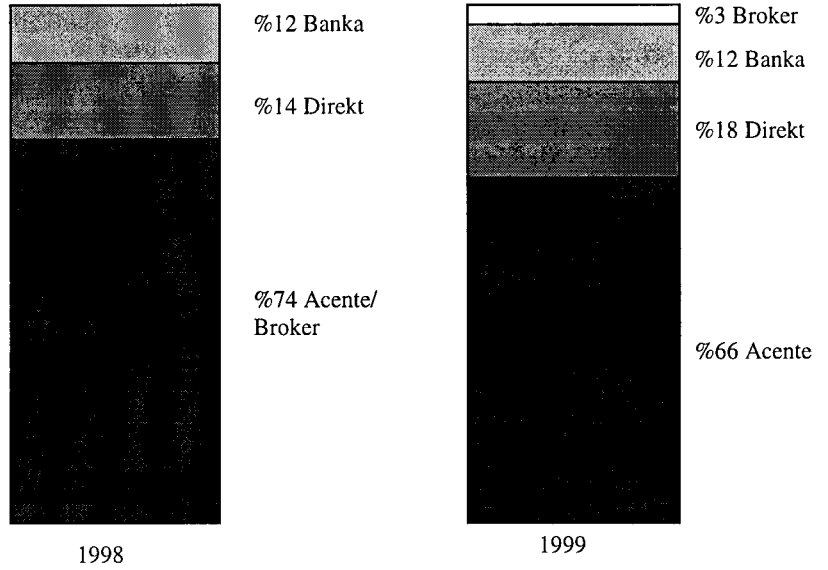 %12 Banka
%14 Direkt
%74 Acente/
Broker
1998
%3 Broker
%12 Banka
%18 Direkt
%66 Acente
1999